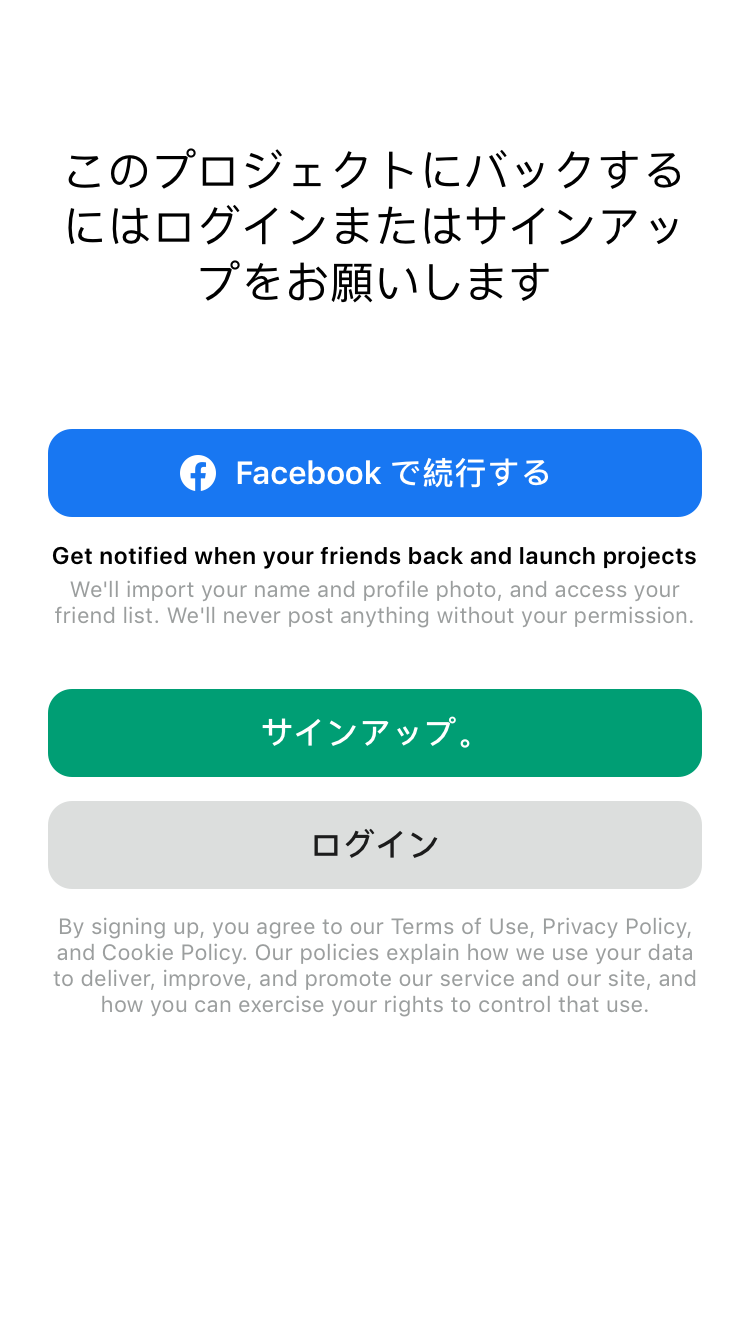 このプロジェクトにバックする
にはログインまたはサインアッ
プをお願いします
Facebook で続行する
Get notified when your friends back and launch projects
We'll import your name and profile photo, and access your
friend list. We'll never post anything without your permission.
サインアップ。
ログイン
By signing up, you agree to our Terms of Use, Privacy Policy,
and Cookie Policy. Our policies explain how we use your data
to deliver, improve, and promote our service and our site, and
how you can exercise your rights to control that use.